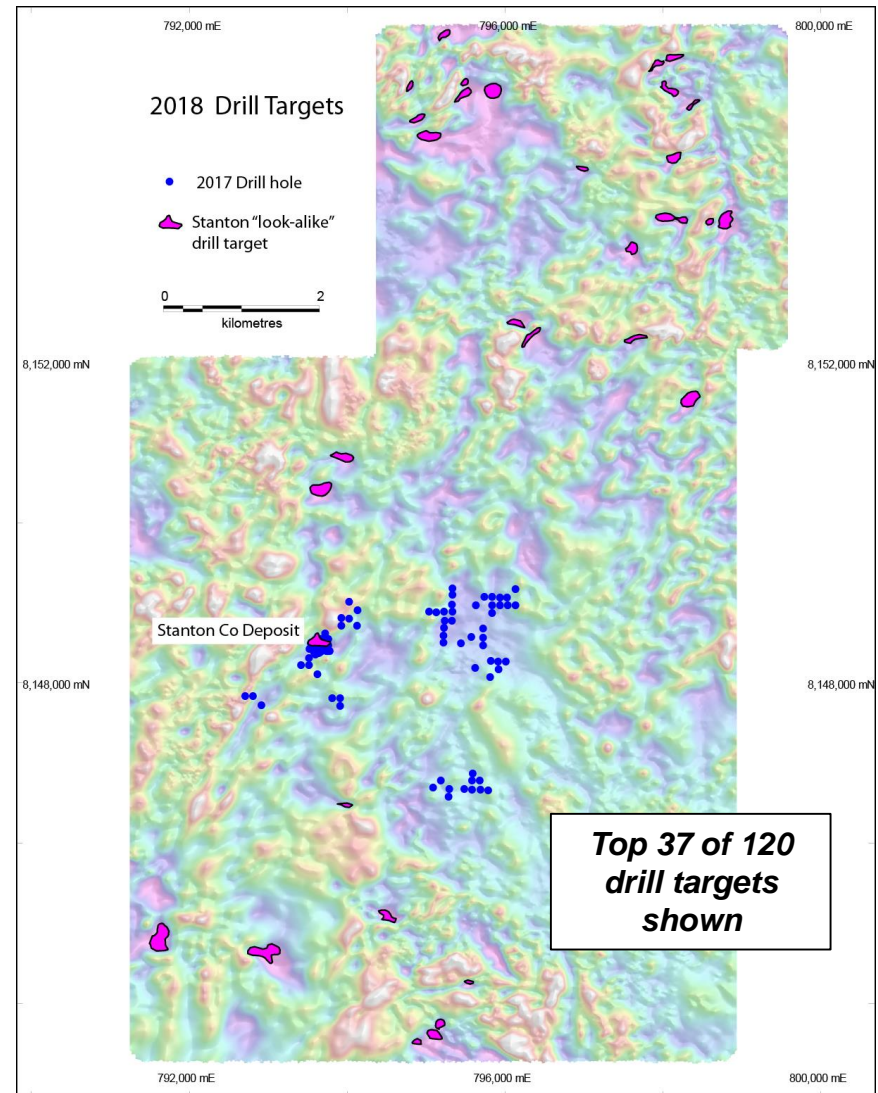 792,000 mE
796,000 mE
800,000 mE
2018 Drill Targets
2017 Drill hole
Stanton "look-alike"
drill target
0
2
kilometres
8,152,000 mN
8,152,000 mN
Stanton Co Deposit
8,148,000 mN
8,148,000 mN
Top 37 of 120
drill targets
shown
792,000 mE
796,000 mE
800,000 mE